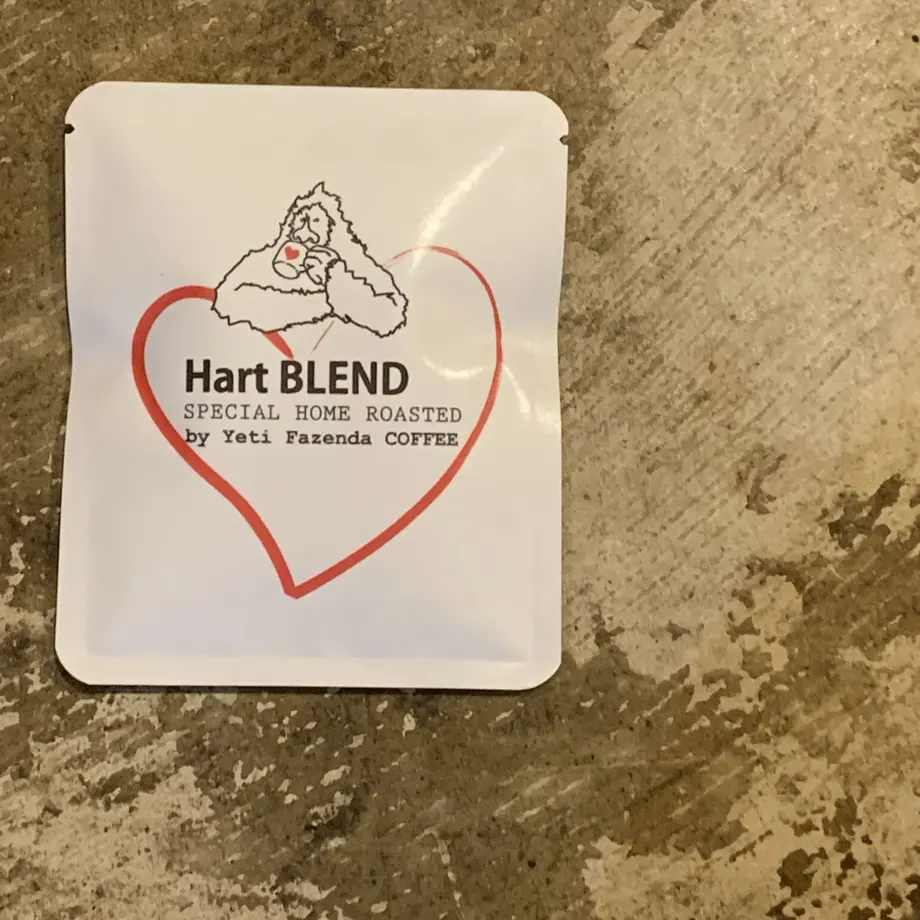 Hart BLEND
SPECIAL HOME ROASTED
by Yeti Fazenda COFFEE